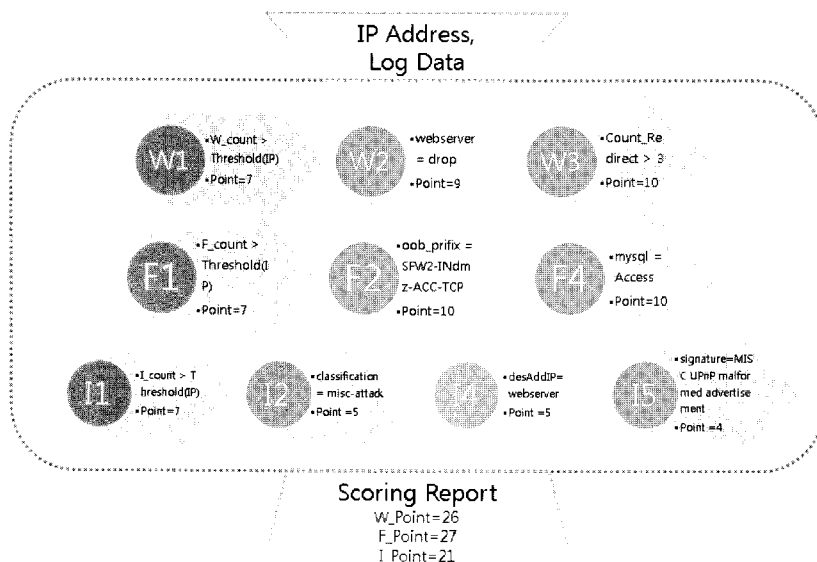 IP Address,
Log Data
W1
▪W_count >
Threshold(IP)
▪Point=7
W2
▪webserver
= drop
▪Point=9
W3
▪Count_Re
direct > 3
▪Point=10
F1
▪F_count >
Threshold(I
P)
▪Point=7
F2
▪oob_prifix =
SFW2-INdm
z-ACC-TCP
▪Point=10
F4
▪mysql =
Access
▪Point=10
I1
▪I_count > T
hreshold(IP)
▪Point=7
I2
▪classification
= misc-attack
▪Point =5
I4
▪desAddIP=
webserver
▪Point =5
I5
▪signature=MIS
C UPnP malfor
med advertise
ment
▪Point =4
Scoring Report
W_Point=26
F_Point=27
I_Point=21